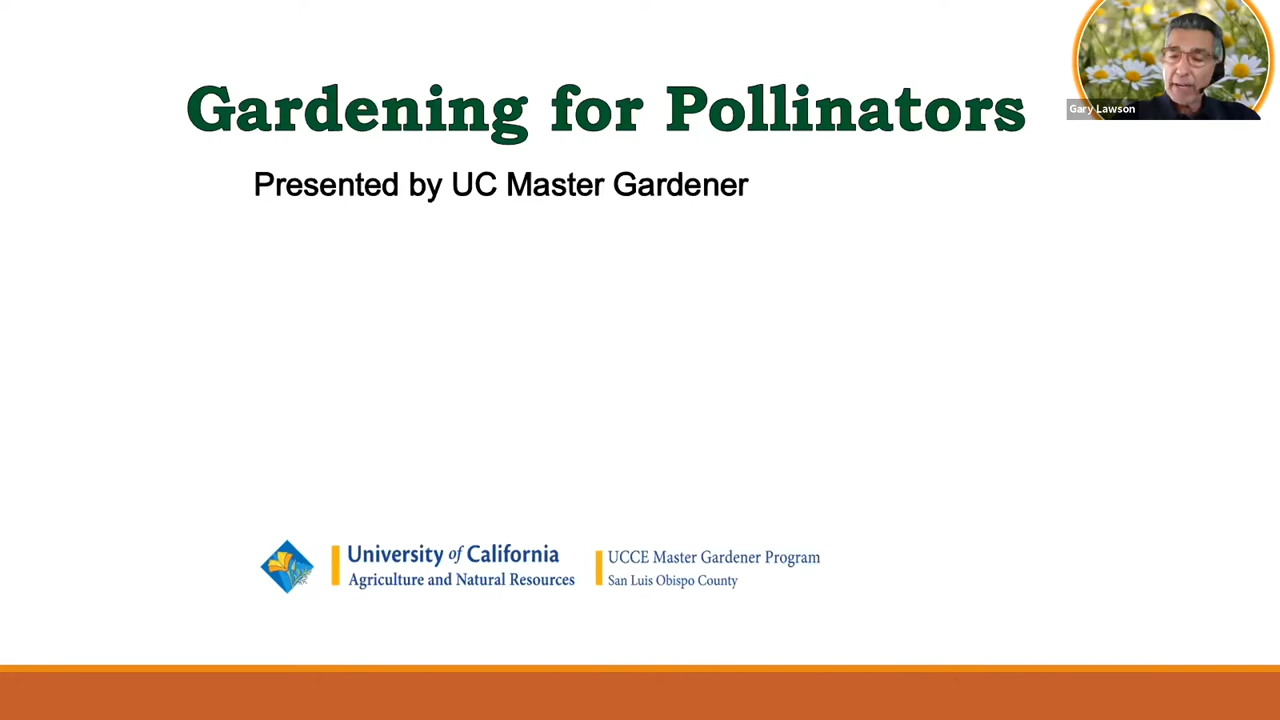 Gardening for Pollinators
Gary Lawson
Presented by UC Master Gardener
University of California
Agriculture and Natural Resources
UCCE Master Gardener Program
San Luis Obispo County